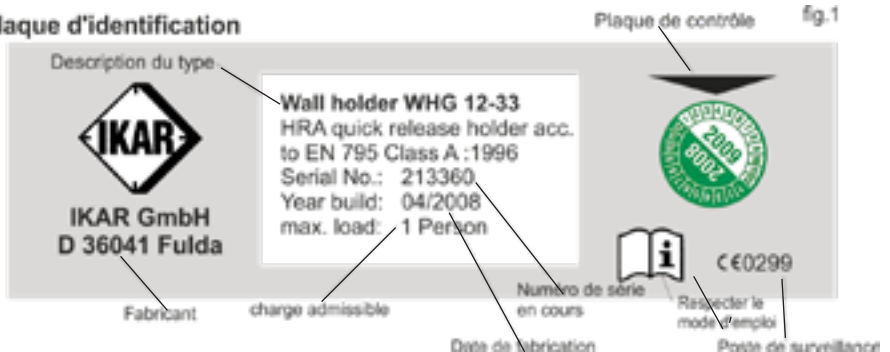 laque d'identification
Plaque de contrôle
fig.1
Description du type
IKAR
IKAR GmbH
D 36041 Fulda
Wall holder WHG 12-33
HRA quick release holder acc.
to EN 795 Class A :1996
Serial No.: 213360
Year build: 04/2008
max. load: 1 Person
2009
2008
i
CE0299
Fabricant
charge admissible
Numéro de série
en cours
Respecter le
mode d'emploi
Date de fabrication
Poste de surveillance